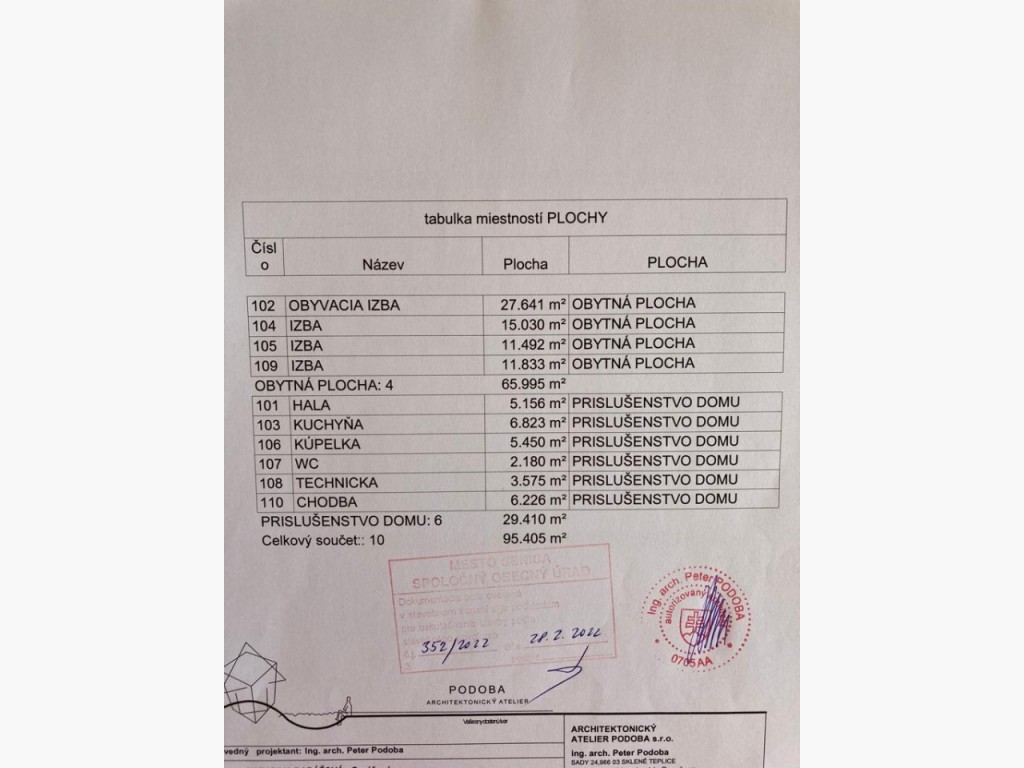 tabulka miestností PLOCHY
Čísl
o Název Plocha PLOCHA
102 OBYVACIA IZBA 27.641 m² OBYTNÁ PLOCHA
104 IZBA 15.030 m² OBYTNÁ PLOCHA
105 IZBA 11.492 m² OBYTNÁ PLOCHA
109 IZBA 11.833 m² OBYTNÁ PLOCHA
OBYTNÁ PLOCHA: 4 65.995 m²
101 HALA 5.156 m² PRISLUŠENSTVO DOMU
103 KUCHYŇA 6.823 m² PRISLUŠENSTVO DOMU
106 KÚPELKA 5.450 m² PRISLUŠENSTVO DOMU
107 WC 2.180 m² PRISLUŠENSTVO DOMU
108 TECHNICKA 3.575 m² PRISLUŠENSTVO DOMU
110 CHODBA 6.226 m² PRISLUŠENSTVO DOMU
PRISLUŠENSTVO DOMU: 6 29.410 m²
Celkový součet:: 10 95.405 m²
MESTO SENICA
SPOLOČNÝ OBECNÝ ÚRAD
Dokumentácia
v stavebnom
352/2022 28.2.2022
Ing. arch. Peter PODOBA
autorizovaný
0705AA
PODOBA
ARCHITEKTONICKÝ ATELIER
vedný projektant: Ing. arch. Peter Podoba
ARCHITEKTONICKÝ
ATELIER PODOBA s.r.o.
ing. arch. Peter Podoba
SADY 24,966 03 SKLENÉ TEPLICE